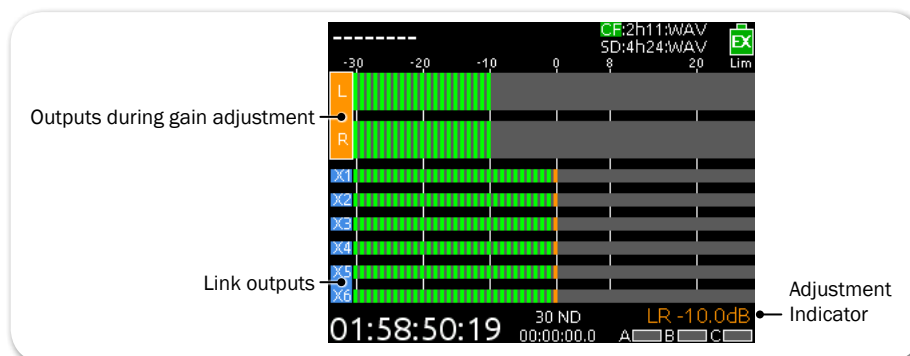 --------
CF:2h11:WAV
SD:4h24:WAV
EX
-30 -20 -10 0 8 20 Lim
L
Outputs during gain adjustment
R
X1
X2
X3
X4
X5
Link outputs
X6
Adjustment
Indicator
01:58:50:19
30 ND
00:00:00.0
LR -10.0dB
A B C